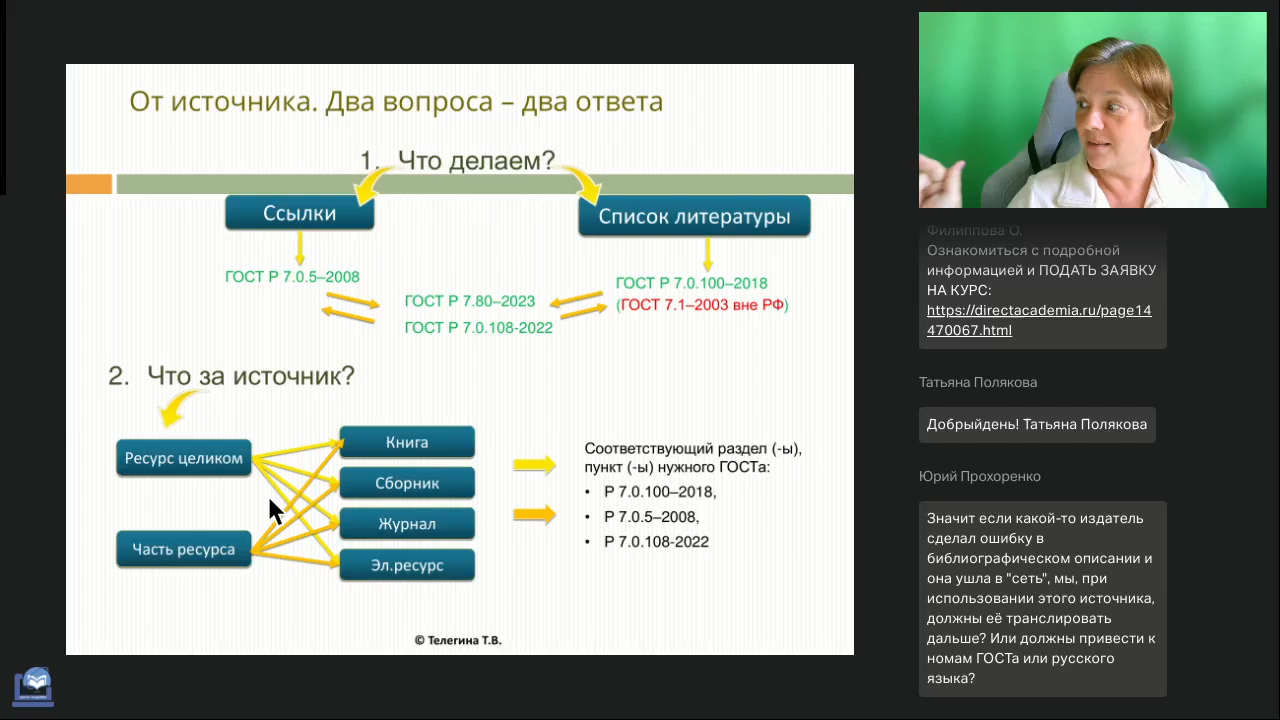 От источника. Два вопроса – два ответа
1. Что делаем?
Ссылки
Список литературы
ГОСТ Р 7.0.5–2008
ГОСТ Р 7.0.100–2018
(ГОСТ 7.1–2003 вне РФ)
ГОСТ Р 7.80–2023
ГОСТ Р 7.0.108-2022
2. Что за источник?
Ресурс целиком
Часть ресурса
Книга
Сборник
Журнал
Эл.ресурс
Соответствующий раздел (-ы),
пункт (-ы) нужного ГОСТа:
• Р 7.0.100–2018,
• Р 7.0.5–2008,
• Р 7.0.108-2022
© Телегина Т.В.
Филиппова О.
Ознакомиться с подробной
информацией и ПОДАТЬ ЗАЯВКУ
НА КУРС:
https://directacademia.ru/page14
470067.html
Татьяна Полякова
Добрыйдень! Татьяна Полякова
Юрий Прохоренко
Значит если какой-то издатель
сделал ошибку в
библиографическом описании и
она ушла в "сеть", мы, при
использовании этого источника,
должны её транслировать
дальше? Или должны привести к
номам ГОСТа или русского
языка?